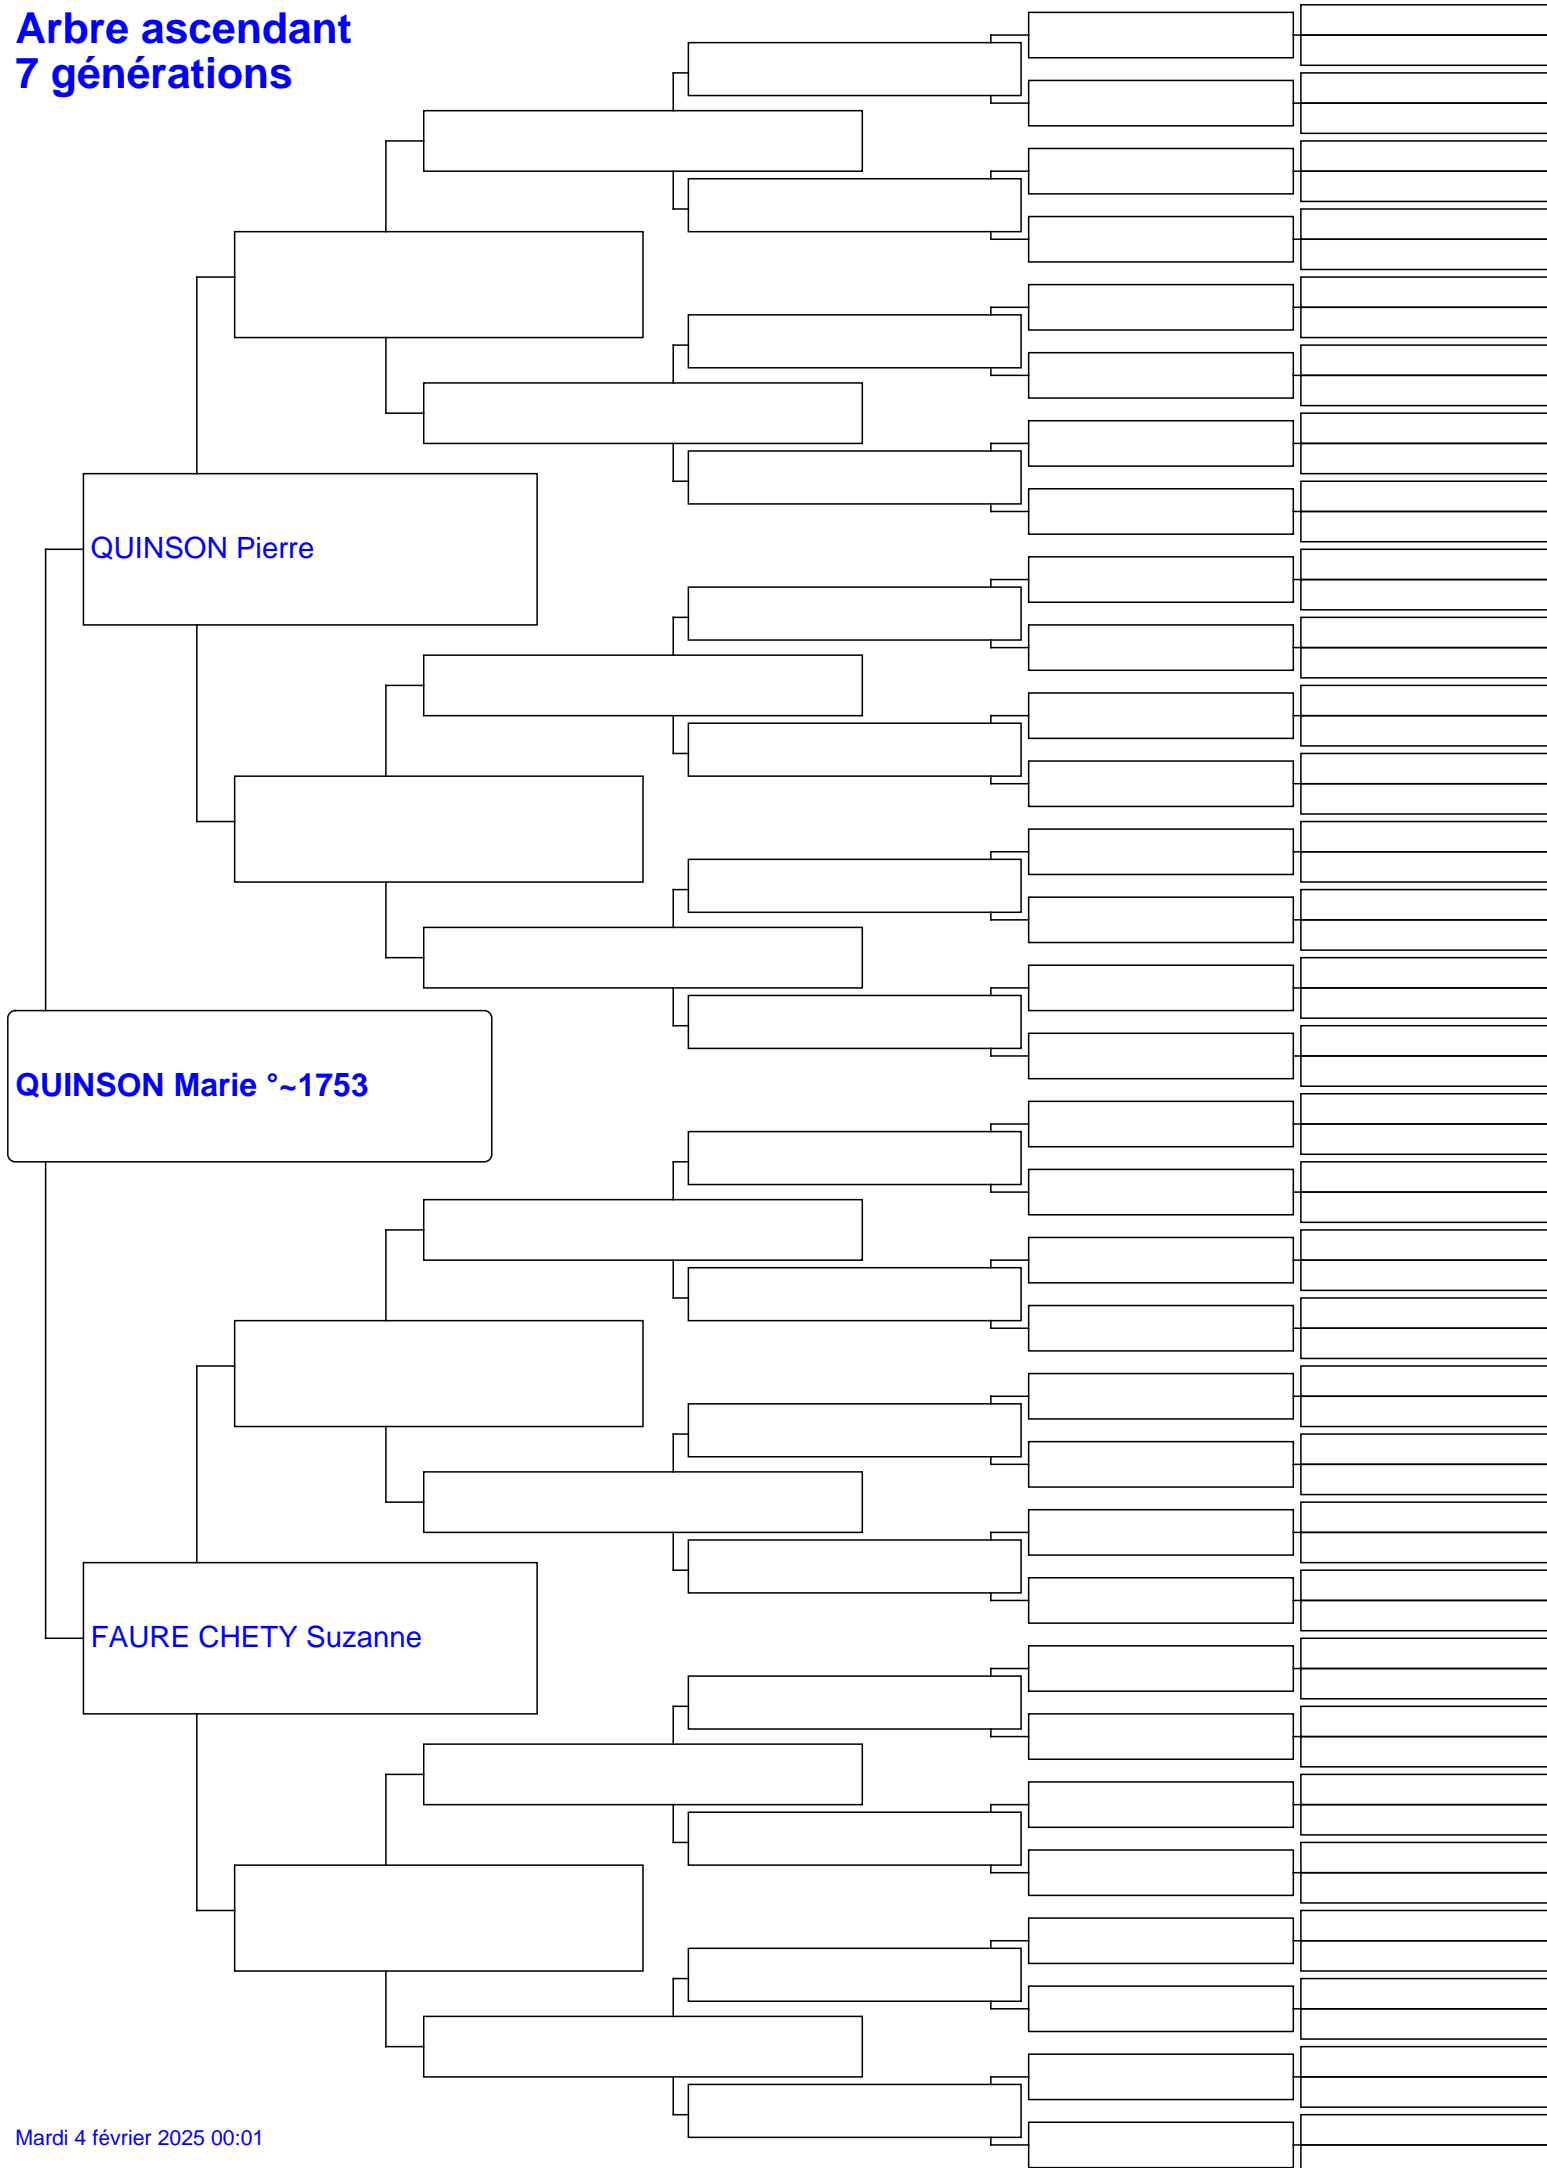 Arbre ascendant
7 générations
QUINSON Pierre
QUINSON Marie °~1753
FAURE CHETY Suzanne
Mardi 4 février 2025 00:01